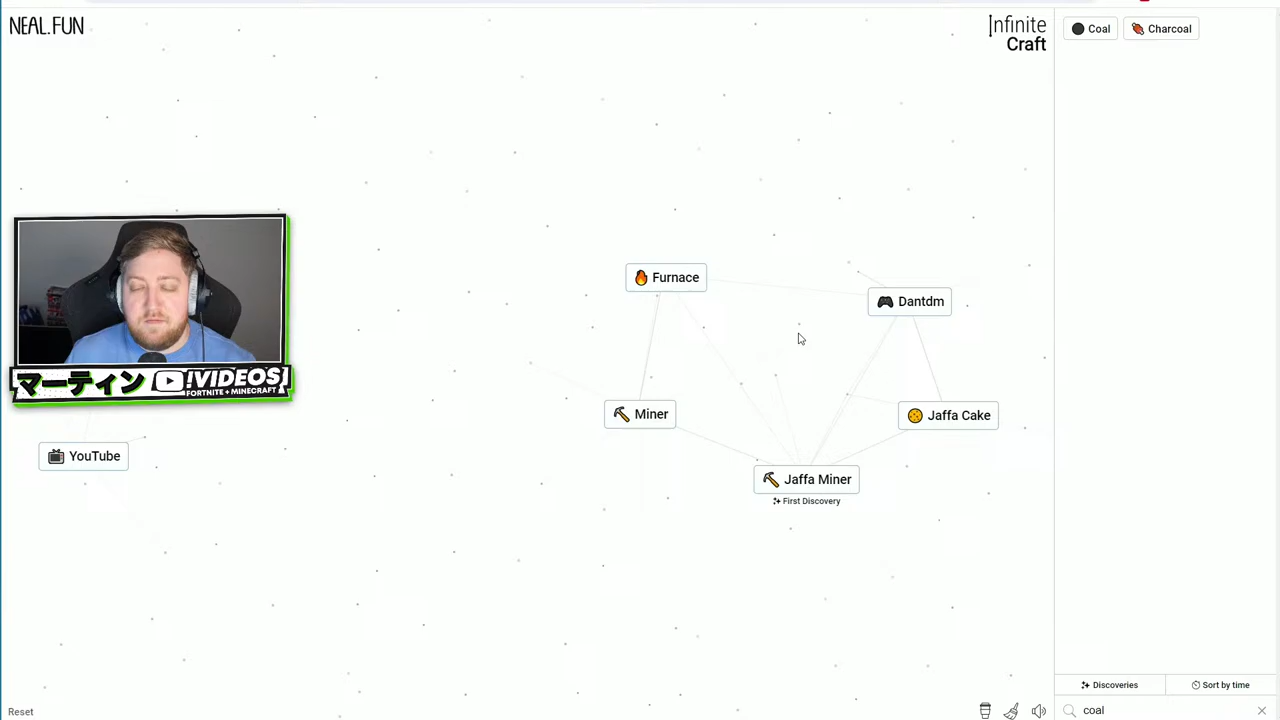 NEAL.FUN
Infinite
Craft
Coal
Charcoal
Furnace
Dantdm
マーティン
!VIDEOS
FORTNITE + MINECRAFT
Miner
Jaffa Cake
YouTube
Jaffa Miner
First Discovery
Discoveries
Sort by time
Reset
coal